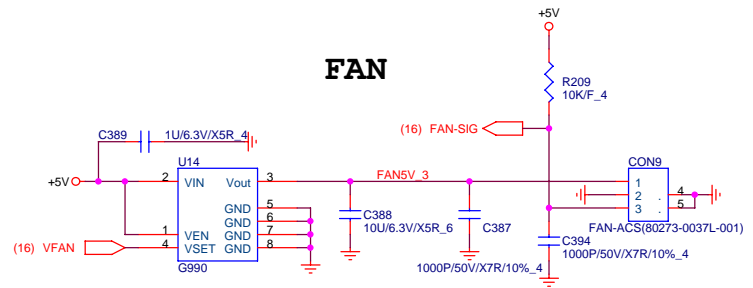 +5V
FAN
R209
10K/F_4
(16) FAN-SIG
C389
1U/6.3V/X5R_4
U14
CON9
+5V
2 VIN
Vout 3
FAN5V_3
1
2
3
. 4
. 5
GND 5
GND 6
GND 7
GND 8
1 VEN
4 VSET
(16) VFAN
G990
C388
10U/6.3V/X5R_6
C387
1000P/50V/X7R/10%_4
FAN-ACS(80273-0037L-001)
C394
1000P/50V/X7R/10%_4